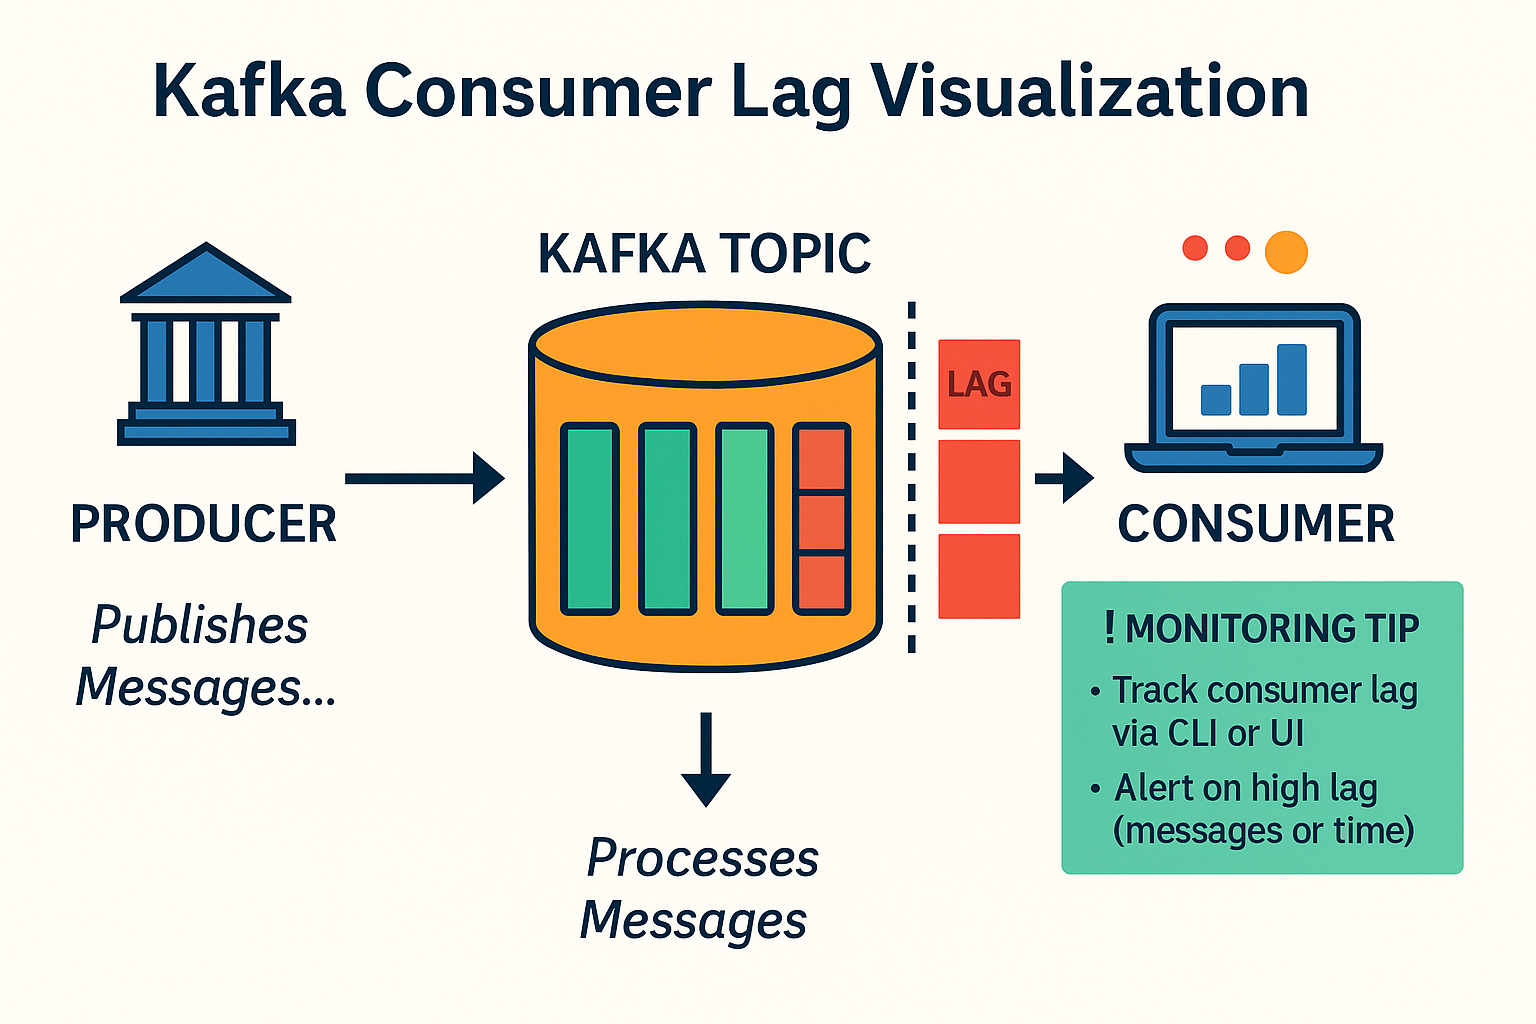 Kafka Consumer Lag Visualization
KAFKA TOPIC
LAG
PRODUCER
Publishes
Messages...
CONSUMER
! MONITORING TIP
• Track consumer lag
via CLI or UI
• Alert on high lag
(messages or time)
Processes
Messages